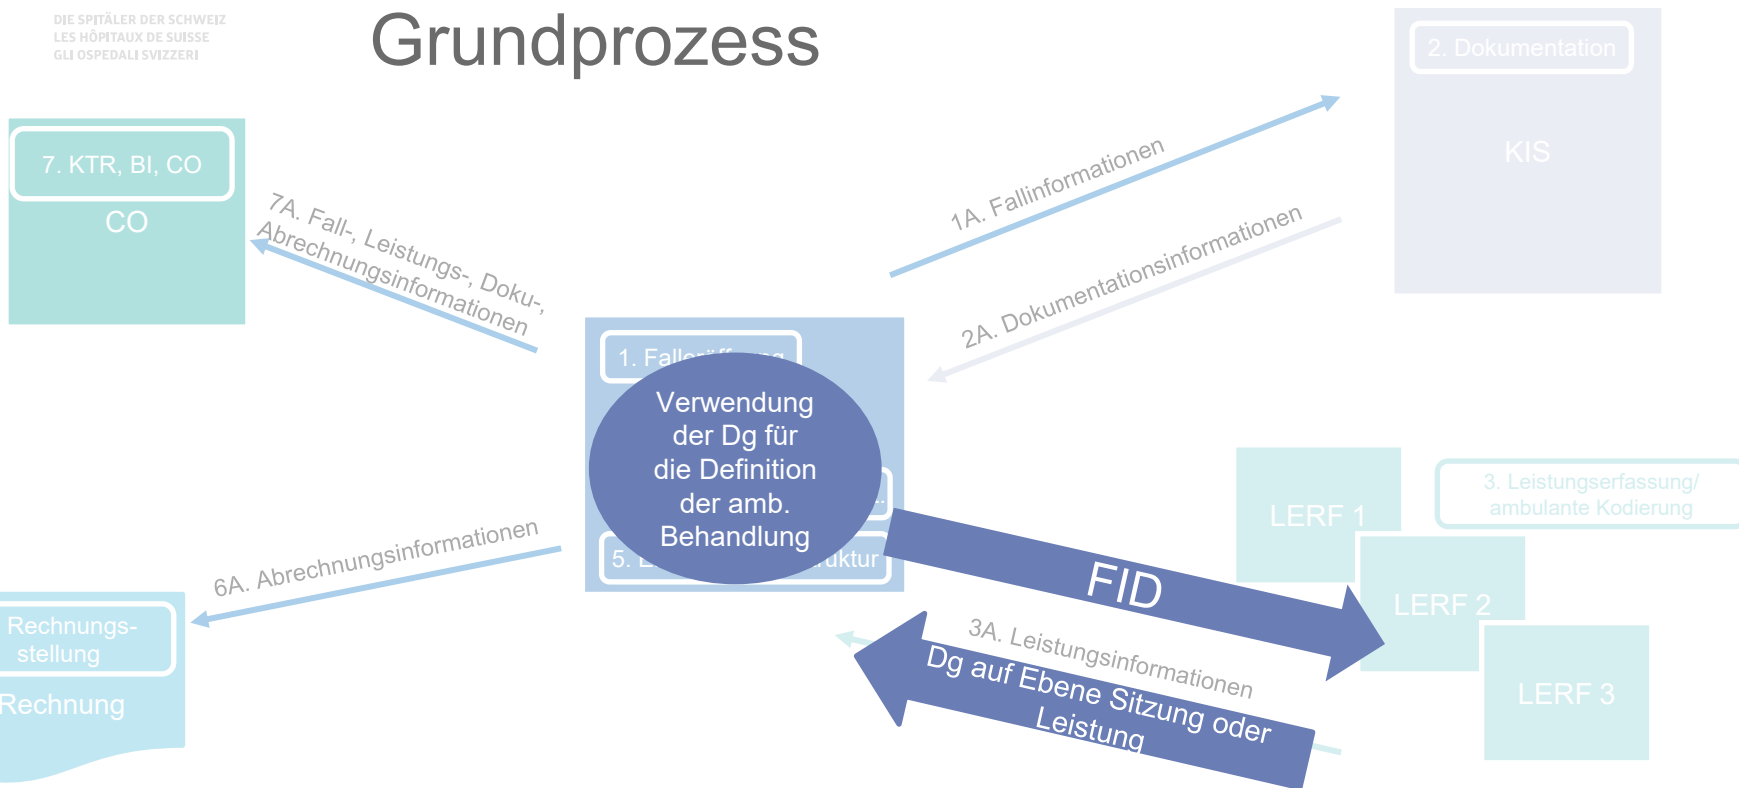 DIE SPITÄLER DER SCHWEIZ
LES HÔPITAUX DE SUISSE
GLI OSPEDALI SVIZZERI
Grundprozess
2. Dokumentation
KIS
7. KTR, BI, CO
CO
7A. Fall-, Leistungs-, Doku-,
Abrechnungsinformationen
1A. Fallinformationen
2A. Dokumentationsinformationen
1.
Verwendung
der Dg für
die Definition
der amb.
Behandlung
5.
6A. Abrechnungsinformationen
Rechnungs-
stellung
Rechnung
FID
3A. Leistungsinformationen
Dg auf Ebene Sitzung oder
Leistung
LERF 1
3. Leistungserfassung/
ambulante Kodierung
LERF 2
LERF 3